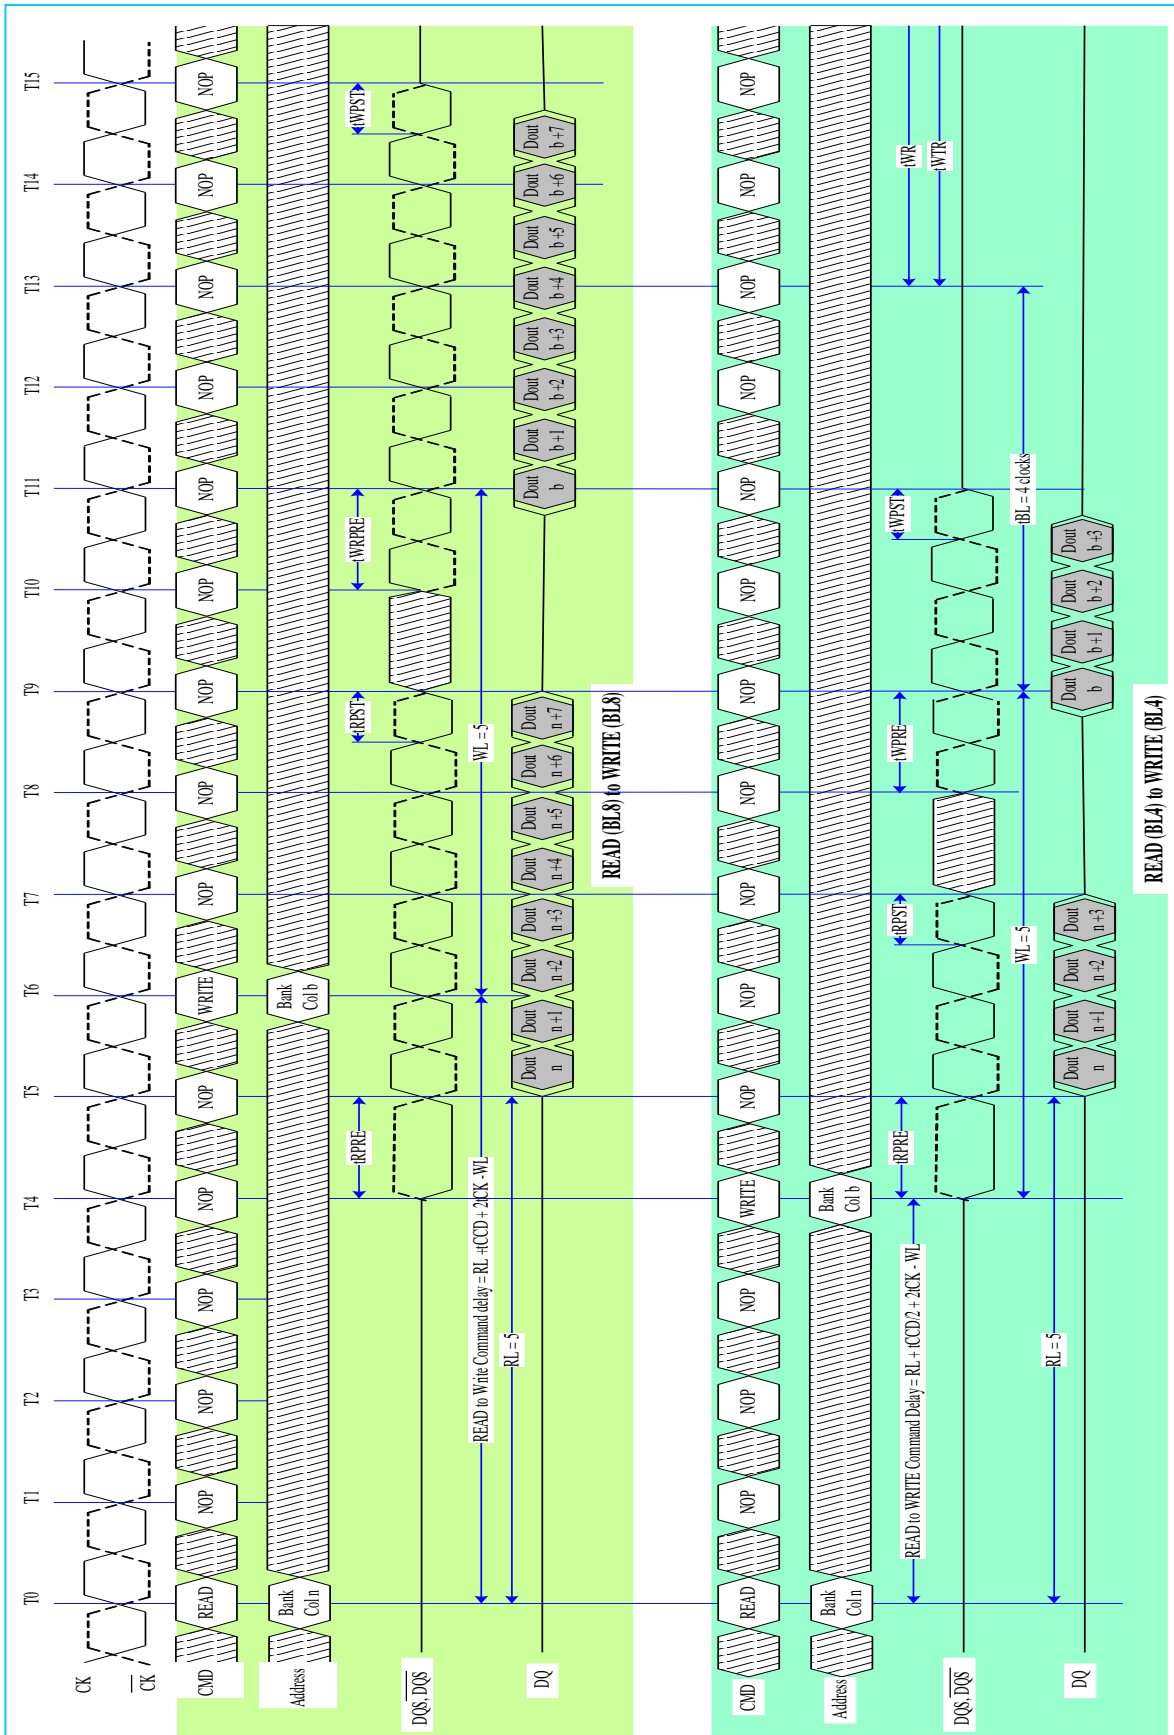 T0 T1 T2 T3 T4 T5 T6 T7 T8 T9 T10 T11 T12 T13 T14 T15
CK
CK
CMD READ NOP NOP NOP NOP NOP WRITE NOP NOP NOP NOP NOP NOP NOP NOP NOP
Address Bank Col n Bank Col b
tRPRE tRPST tWRPRE tWPST
DQS, DQS
READ to Write Command delay = RL +tCCD + 2tCK -WL WL = 5
RL = 5
DQ Dout n Dout n+1 Dout n+2 Dout n+3 Dout n+4 Dout n+5 Dout n+6 Dout n+7 Dout b Dout b+1 Dout b+2 Dout b+3 Dout b+4 Dout b+5 Dout b+6 Dout b+7
READ (BL8) to WRITE (BL8)
CMD READ NOP NOP NOP WRITE NOP NOP NOP NOP NOP NOP NOP NOP NOP NOP NOP
Address Bank Col n Bank Col b
tRPRE tRPST tWPRE tWPST tWR
READ to WRITE Command Delay = RL + tCCD/2 + 2tCK - WL tWTR
DQS, DQS
WL = 5 tBL = 4 clocks
RL = 5
DQ Dout n Dout n+1 Dout n+2 Dout n+3 Dout b Dout b+1 Dout b+2 Dout b+3
READ (BL4) to WRITE (BL4)